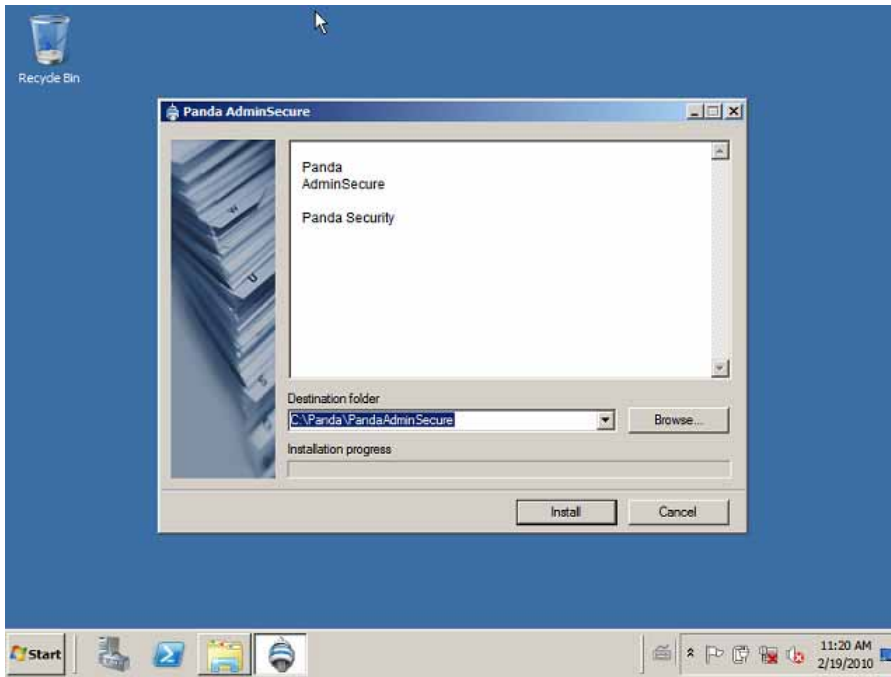 Recycle Bin
Panda AdminSecure
Panda
AdminSecure
Panda Security
Destination folder
C:\Panda\PandaAdminSecure
Browse...
Installation progress
Install
Cancel
Start
11:20 AM
2/19/2010